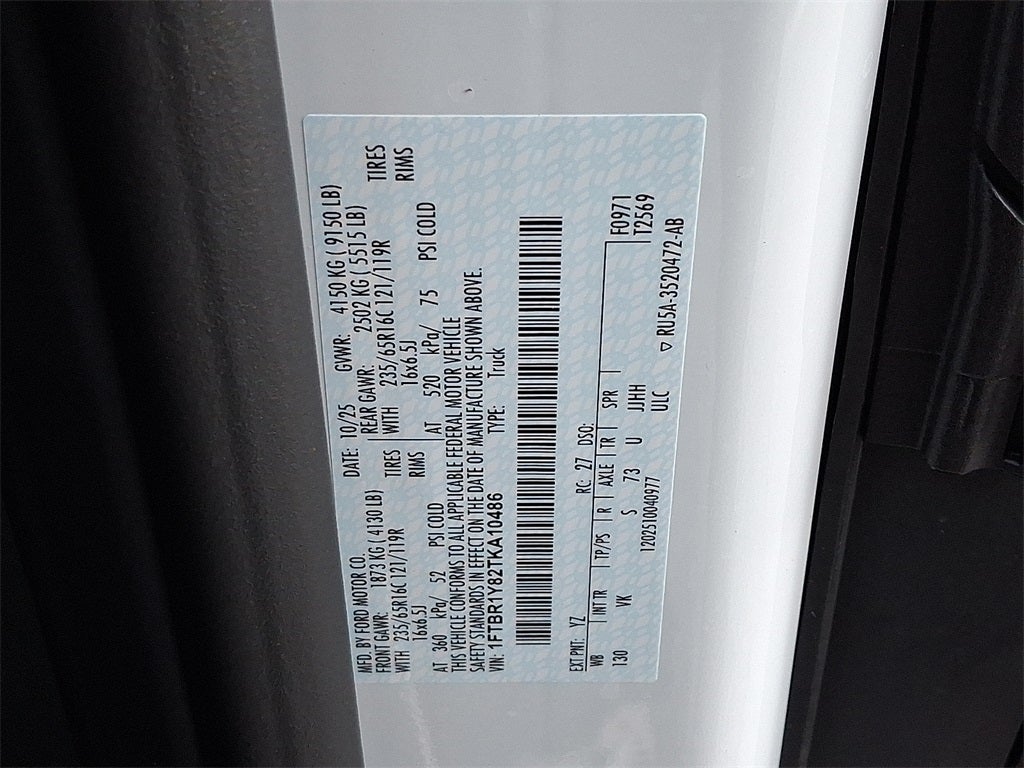 MFD. BY FORD MOTOR CO. DATE: 10/25 GVWR: 4150 KG ( 9150 LB)
FRONT GAWR: 1873 KG ( 4130 LB) REAR GAWR: 2502 KG ( 5515 LB)
WITH 235/65R16C 121/119R TIRES WITH 235/65R16C 121/119R TIRES
16x6.5J RIMS 16x6.5J RIMS
AT 360 kPa/ 52 PSI COLD AT 520 kPa/ 75 PSI COLD
THIS VEHICLE CONFORMS TO ALL APPLICABLE FEDERAL MOTOR VEHICLE
SAFETY STANDARDS IN EFFECT ON THE DATE OF MANUFACTURE SHOWN ABOVE.
VIN: 1FTBR1Y82TKA10486 TYPE: Truck
EXT PNT: YZ RC: 27 DSO: F0971
WB INT TR TP/PS R AXLE TR SPR T2569
130 VK S 73 U JJHH
1202510040977 ULC ▽ RU5A-3520472-AB